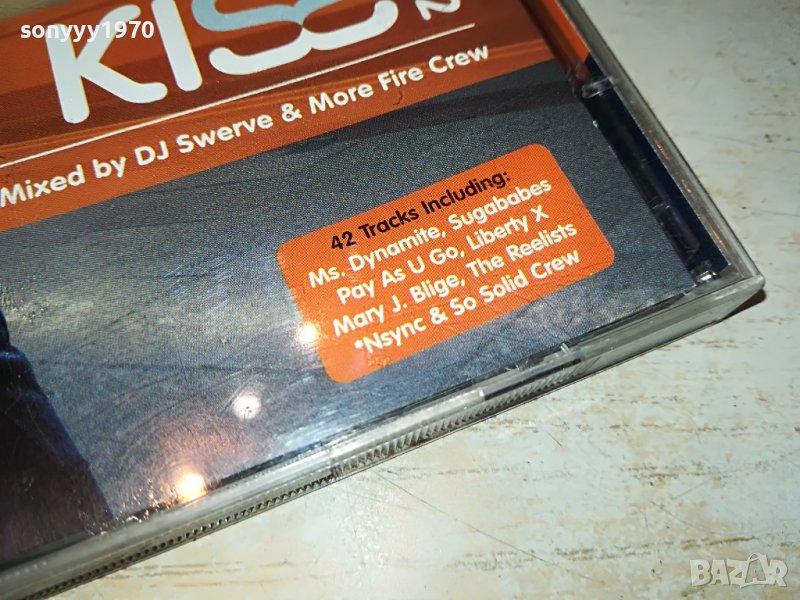 sonyyy1970
KISS
Mixed by DJ Swerve & More Fire Crew
42 Tracks Including:
Ms. Dynamite, Sugababes
Pay As U Go, Liberty X
Mary J. Blige, The Reelists
*Nsync & So Solid Crew
BAZAR